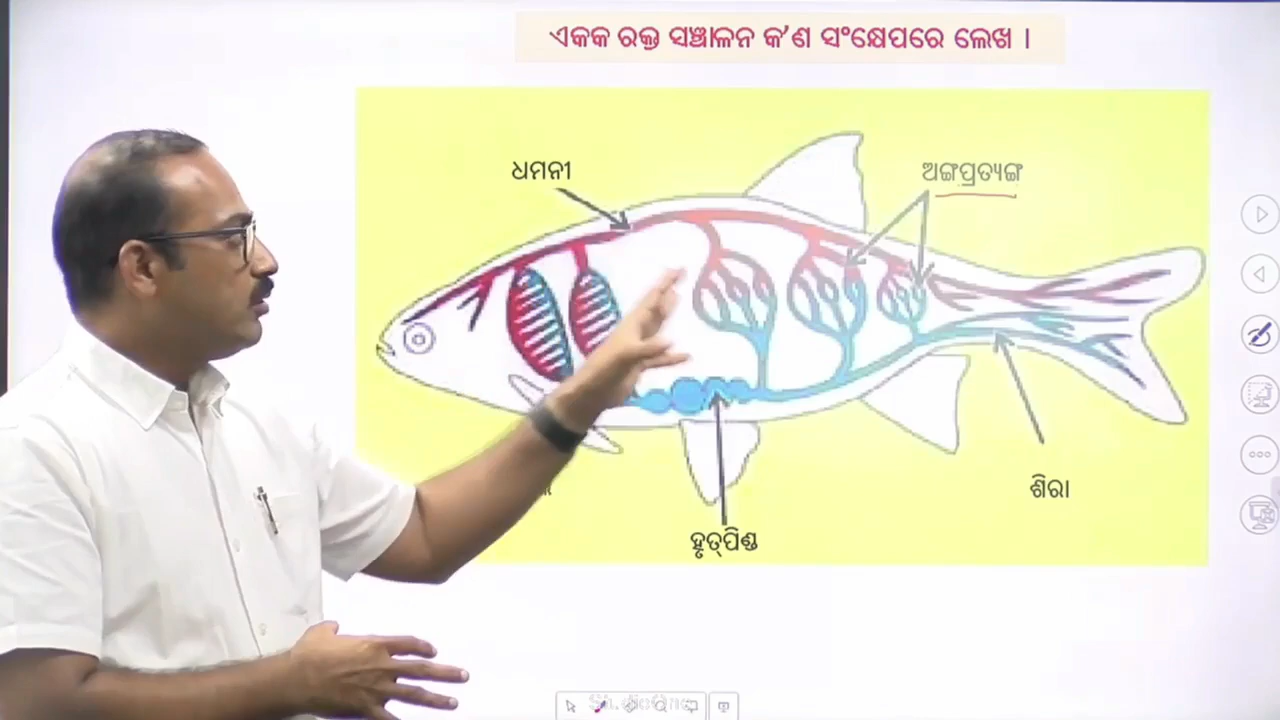 ଏକକ ରକ୍ତ ସଞ୍ଚାଳନ କ'ଣ ସଂକ୍ଷେପରେ ଲେଖ ।
ଧମନୀ
ଅଙ୍ଗପ୍ରତ୍ୟଙ୍ଗ
ଶିରା
ହୃତ୍‌ପିଣ୍ଡ